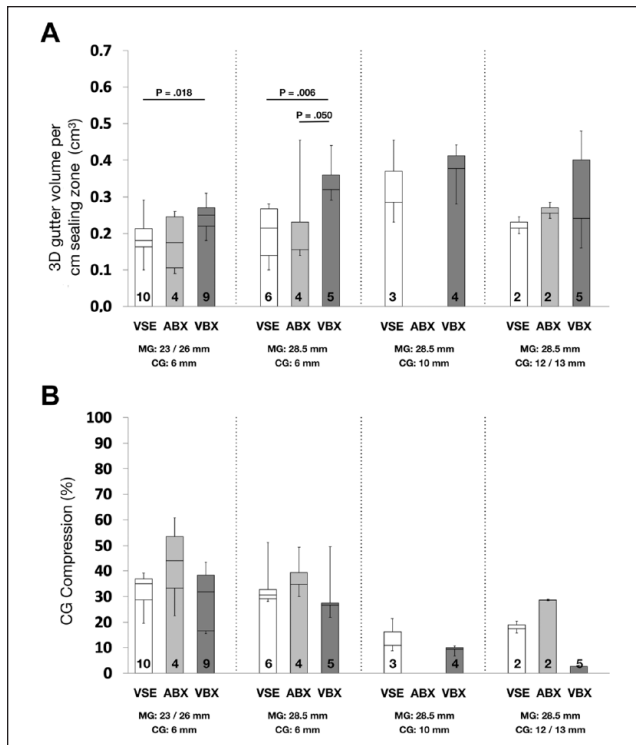 A
3D gutter volume per
cm sealing zone (cm³)
0.7
0.6
0.5
0.4
0.3
0.2
0.1
0.0
P = .018
P = .006
P = .050
10 4 9 6 4 5 3 4 2 2 5
VSE ABX VBX VSE ABX VBX VSE ABX VBX VSE ABX VBX
MG: 23 / 26 mm MG: 28.5 mm MG: 28.5 mm MG: 28.5 mm
CG: 6 mm CG: 6 mm CG: 10 mm CG: 12 / 13 mm
B
CG Compression (%)
100
90
80
70
60
50
40
30
20
10
0
10 4 9 6 4 5 3 4 2 2 5
VSE ABX VBX VSE ABX VBX VSE ABX VBX VSE ABX VBX
MG: 23 / 26 mm MG: 28.5 mm MG: 28.5 mm MG: 28.5 mm
CG: 6 mm CG: 6 mm CG: 10 mm CG: 12 / 13 mm